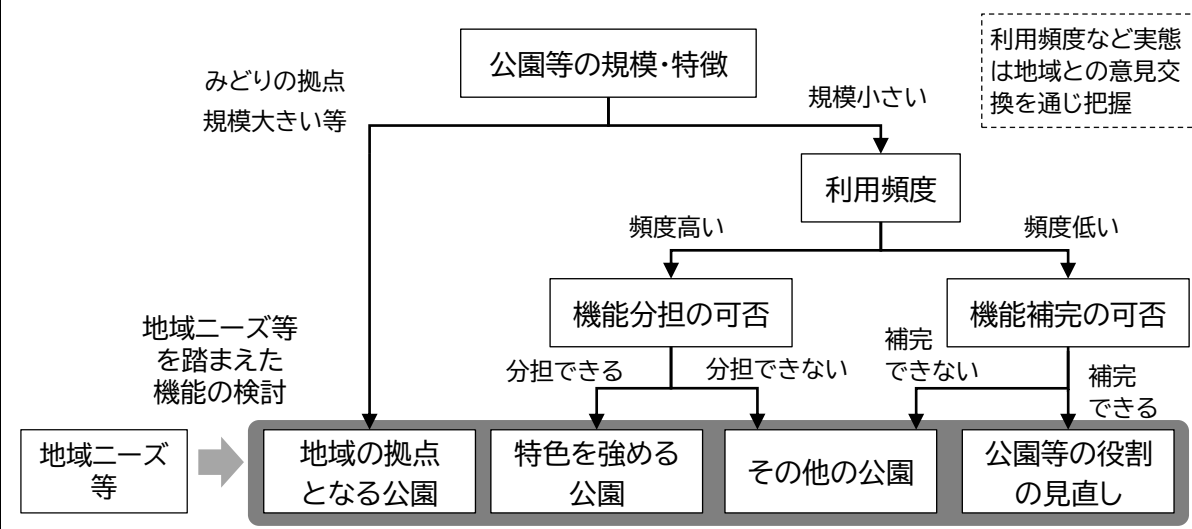 公園等の規模・特徴
利用頻度など実態
は地域との意見交
換を通じ把握
みどりの拠点
規模大きい等
規模小さい
利用頻度
頻度高い
頻度低い
機能分担の可否
機能補完の可否
地域ニーズ等
を踏まえた
機能の検討
分担できる
分担できない
補完
できない
補完
できる
地域ニーズ
等
地域の拠点
となる公園
特色を強める
公園
その他の公園
公園等の役割
の見直し